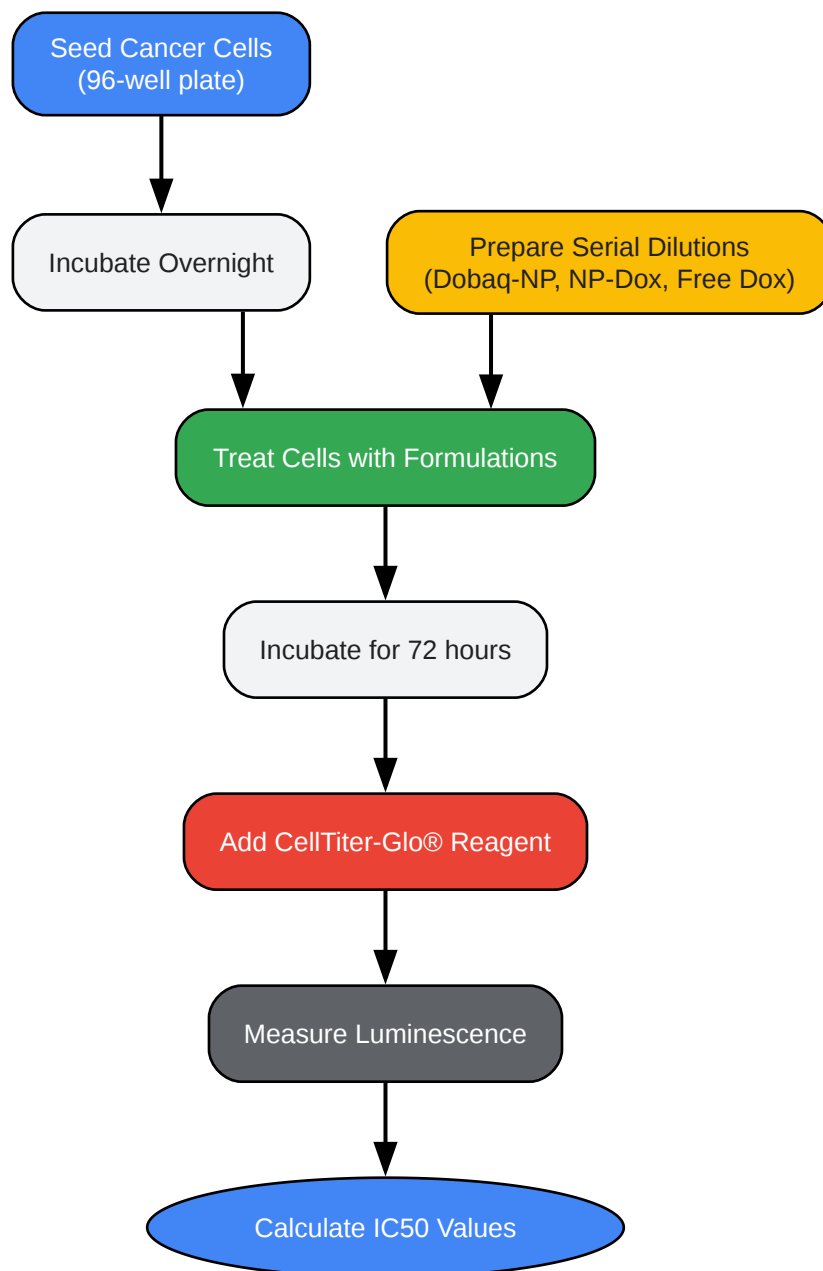 Seed Cancer Cells
(96-well plate)
Incubate Overnight
Prepare Serial Dilutions
(Dobaq-NP, NP-Dox, Free Dox)
Treat Cells with Formulations
Incubate for 72 hours
Add CellTiter-Glo® Reagent
Measure Luminescence
Calculate IC50 Values